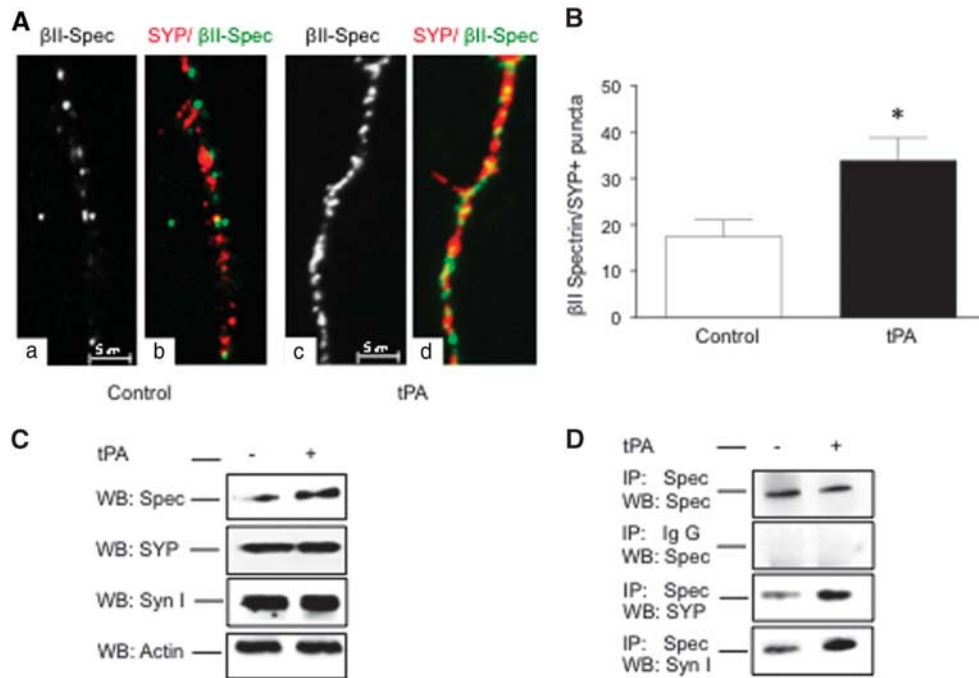 A
βII-Spec
SYP/ βII-Spec
βII-Spec
SYP/ βII-Spec
a
b
c
d
Control
tPA
B
βII Spectrin/SYP+ puncta
50
40
30
20
10
0
*
Control
tPA
C
tPA - +
WB: Spec
WB: SYP
WB: Syn I
WB: Actin
D
tPA - +
IP: Spec
WB: Spec
IP: Ig G
WB: Spec
IP: Spec
WB: SYP
IP: Spec
WB: Syn I